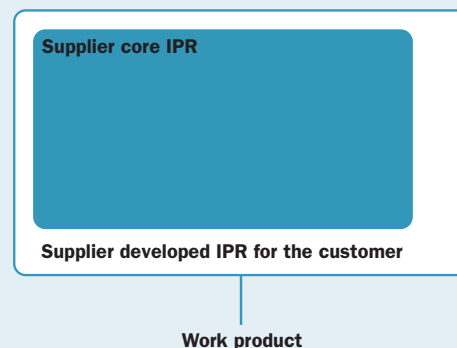 Supplier core IPR
Supplier developed IPR for the customer
Work product